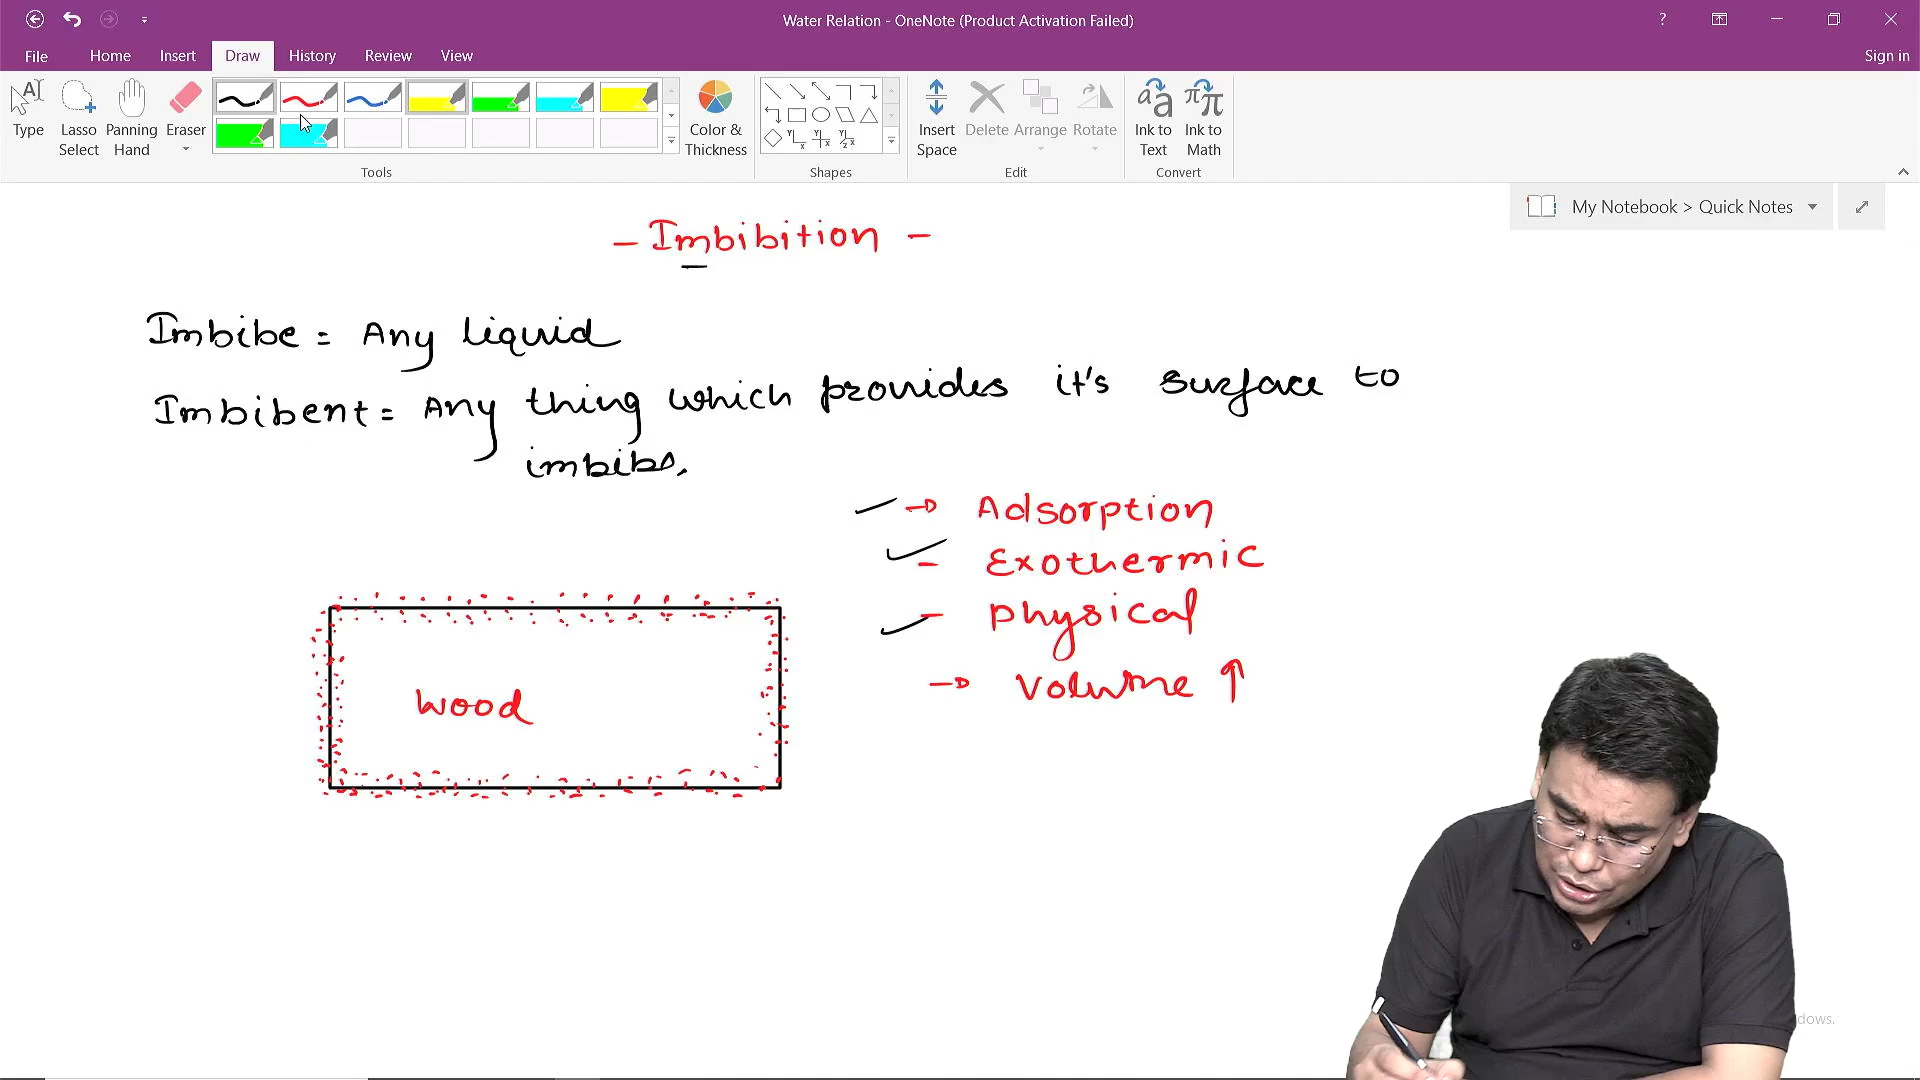 Water Relation - OneNote (Product Activation Failed)
?
File Home Insert Draw History Review View
Sign in
Type
Lasso Select
Panning Hand
Eraser
Color & Thickness
Insert Space
Delete
Arrange
Rotate
Ink to Text
Ink to Math
Tools
Shapes
Edit
Convert
My Notebook > Quick Notes
- Imbibition -
Imbibe = Any liquid
Imbibent = Any thing which provides it's surface to
→ Adsorption
- Exothermic
- Physical
→ Volume ↑
wood
dows.